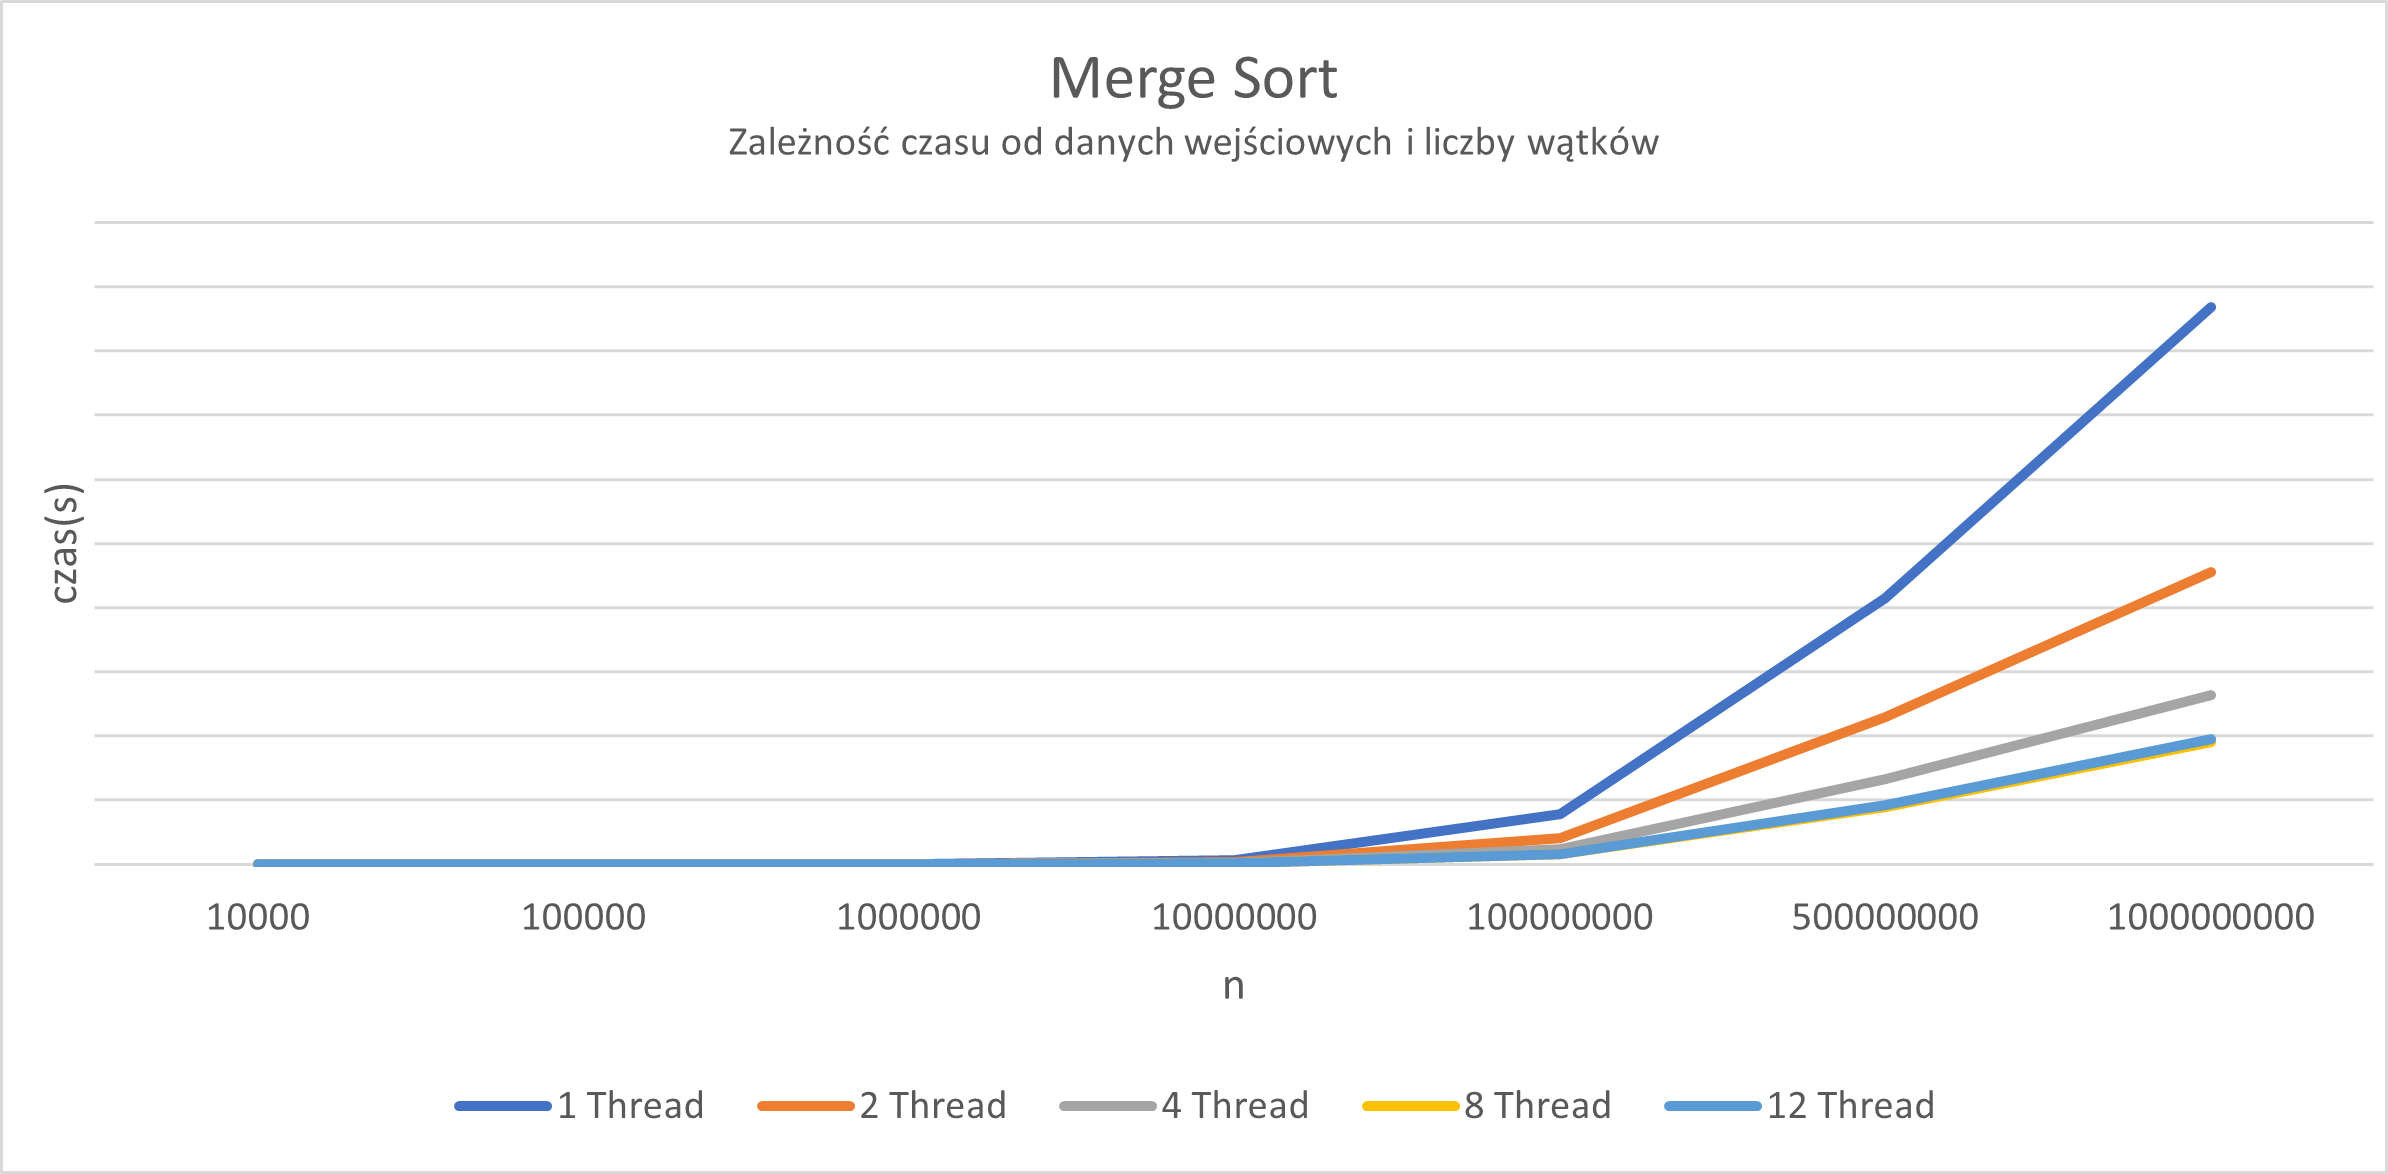 Merge Sort
Zależność czasu od danych wejściowych i liczby wątków
czas(s)
10000 100000 1000000 10000000 100000000 500000000 1000000000
n
1 Thread 2 Thread 4 Thread 8 Thread 12 Thread